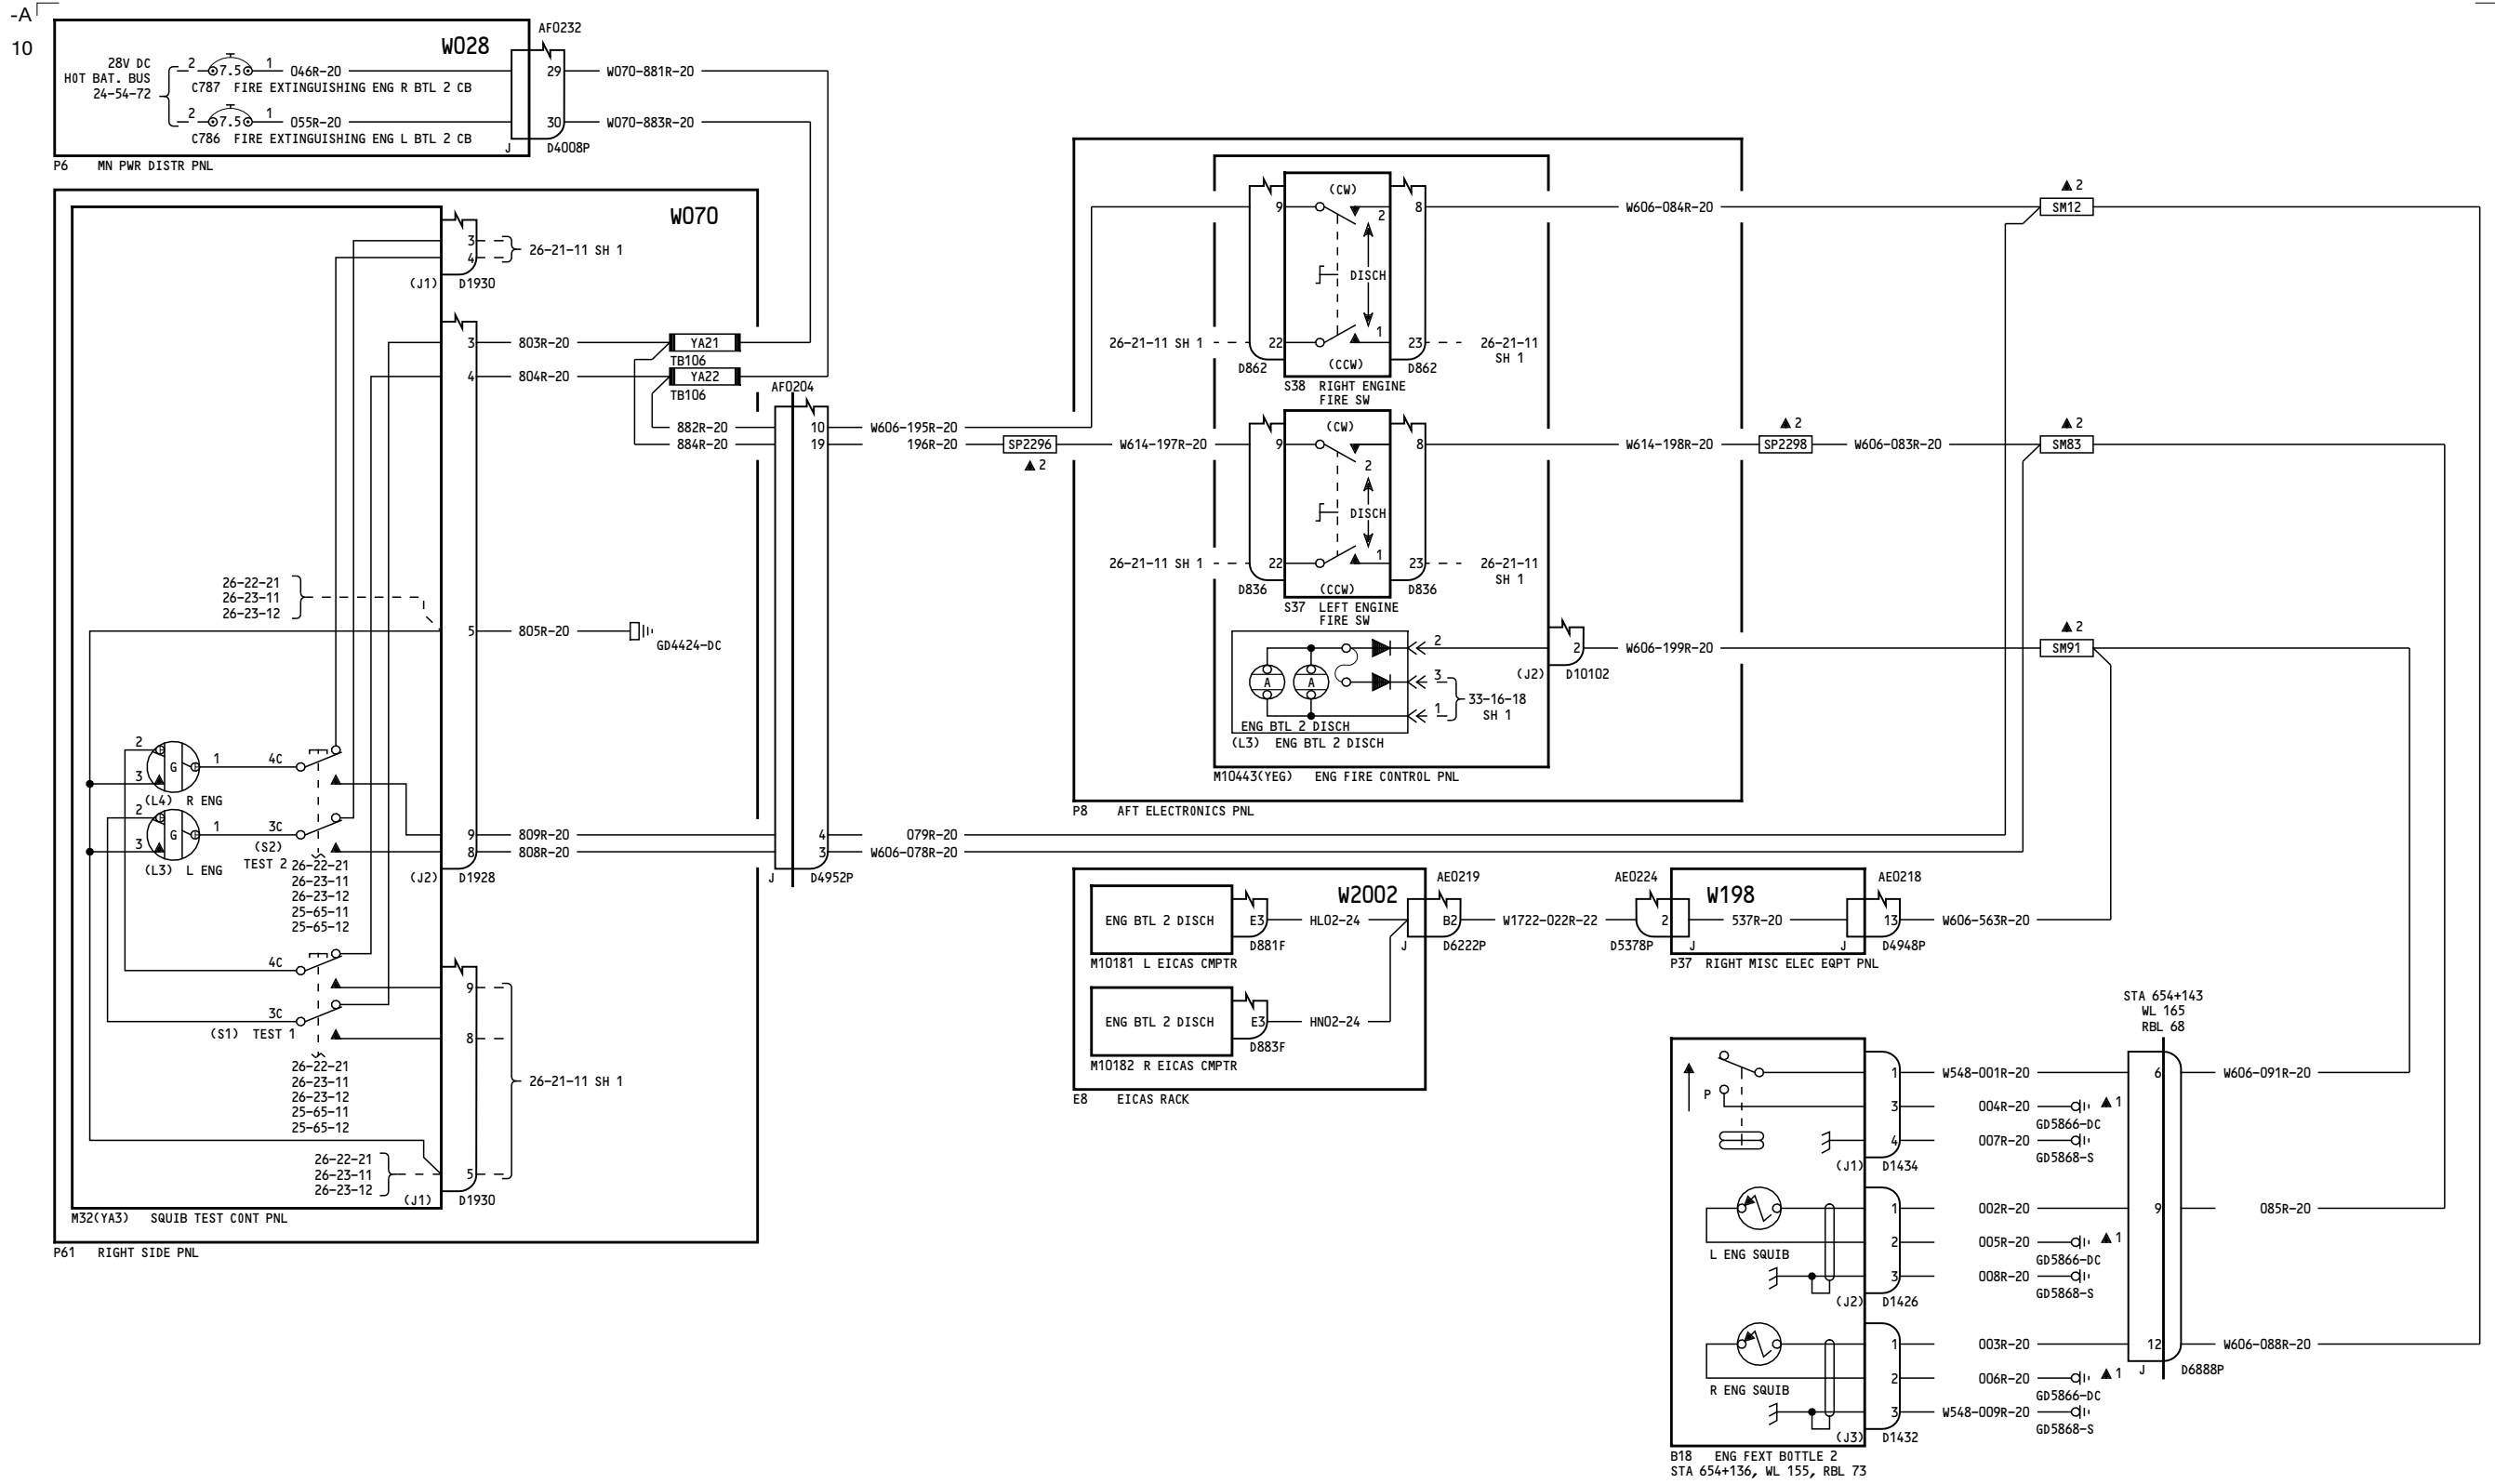 -A
10
W028
AF0232
28V DC
HOT BAT. BUS
24-54-72
2 7.5 1 046R-20
C787 FIRE EXTINGUISHING ENG R BTL 2 CB
2 7.5 1 055R-20
C786 FIRE EXTINGUISHING ENG L BTL 2 CB
29 W070-881R-20
30 W070-883R-20
J D4008P
P6 MN PWR DISTR PNL
W070
3
4
26-21-11 SH 1
(J1) D1930
3 803R-20 YA21
TB106
4 804R-20 YA22
TB106
AF0204
882R-20 10 W606-195R-20
884R-20 19 196R-20 SP2296
▲ 2
W614-197R-20
26-22-21
26-23-11
26-23-12
5 805R-20
GD4424-DC
2
G 1 4C
3
(L4) R ENG
2
G 1 3C
3
(S2)
(L3) L ENG
TEST 2
26-22-21
26-23-11
26-23-12
25-65-11
25-65-12
9 809R-20 4 079R-20
8 808R-20 3 W606-078R-20
(J2) D1928
J D4952P
4C
3C
(S1) TEST 1
26-22-21
26-23-11
26-23-12
25-65-11
25-65-12
9
8
26-21-11 SH 1
26-22-21
26-23-11
26-23-12
5
(J1) D1930
M32(YA3) SQUIB TEST CONT PNL
P61 RIGHT SIDE PNL
(CW)
9 2 8 W606-084R-20
▲ 2
SM12
DISCH
26-21-11 SH 1 22 1 23 26-21-11
SH 1
(CCW)
D862 D862
S38 RIGHT ENGINE
FIRE SW
(CW)
9 2 8 W614-198R-20
▲ 2
SP2298
W606-083R-20
▲ 2
SM83
DISCH
26-21-11 SH 1 22 1 23 26-21-11
SH 1
(CCW)
D836 D836
S37 LEFT ENGINE
FIRE SW
A A
2
3
1
33-16-18
SH 1
ENG BTL 2 DISCH
(L3) ENG BTL 2 DISCH
2 W606-199R-20
(J2) D10102
▲ 2
SM91
M10443(YEG) ENG FIRE CONTROL PNL
P8 AFT ELECTRONICS PNL
W2002
ENG BTL 2 DISCH E3 HL02-24
D881F
M10181 L EICAS CMPTR
ENG BTL 2 DISCH E3 HN02-24
D883F
M10182 R EICAS CMPTR
E8 EICAS RACK
AE0219
B2 W1722-022R-22
J D6222P
AE0224
W198
AE0218
2 537R-20 13 W606-563R-20
D5378P J J D4948P
P37 RIGHT MISC ELEC EQPT PNL
STA 654+143
WL 165
RBL 68
P
1 W548-001R-20 6 W606-091R-20
3 004R-20 ▲ 1
GD5866-DC
4 007R-20
GD5868-S
(J1) D1434
1 002R-20 9 085R-20
L ENG SQUIB
2 005R-20 ▲ 1
GD5866-DC
3 008R-20
GD5868-S
(J2) D1426
1 003R-20 12 W606-088R-20
J D6888P
R ENG SQUIB
2 006R-20 ▲ 1
GD5866-DC
3 W548-009R-20
GD5868-S
(J3) D1432
B18 ENG FEXT BOTTLE 2
STA 654+136, WL 155, RBL 73